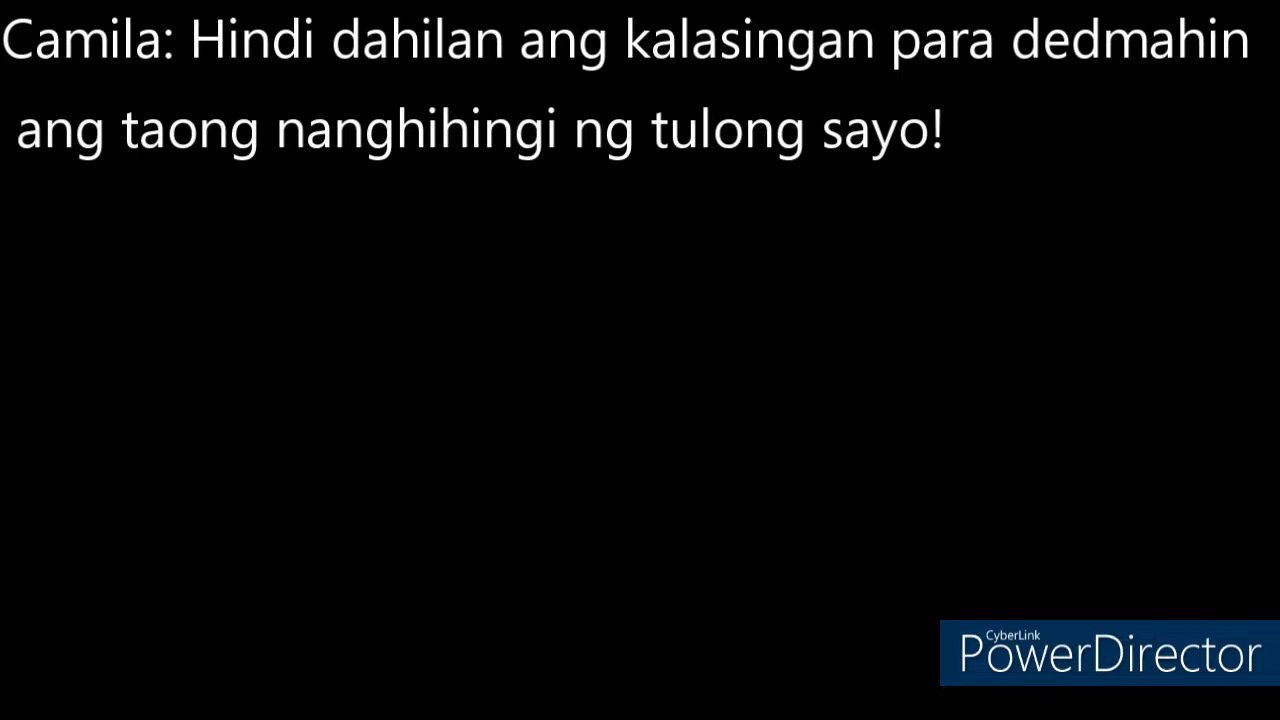 Camila: Hindi dahilan ang kalasingan para dedmahin
ang taong nanghihingi ng tulong sayo!
CyberLink
PowerDirector